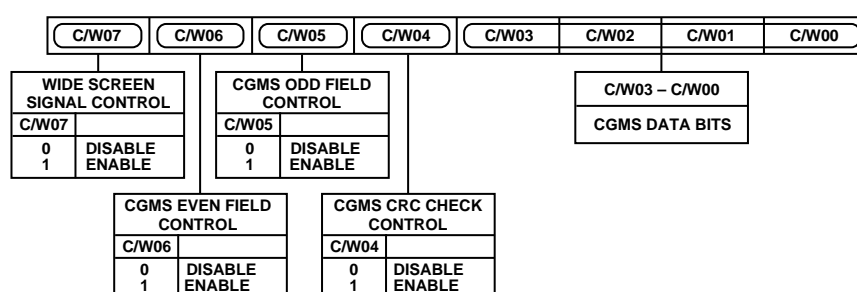 C/W07 C/W06 C/W05 C/W04 C/W03 C/W02 C/W01 C/W00
WIDE SCREEN
SIGNAL CONTROL
C/W07
0 DISABLE
1 ENABLE
CGMS ODD FIELD
CONTROL
C/W05
0 DISABLE
1 ENABLE
C/W03 – C/W00
CGMS DATA BITS
CGMS EVEN FIELD
CONTROL
C/W06
0 DISABLE
1 ENABLE
CGMS CRC CHECK
CONTROL
C/W04
0 DISABLE
1 ENABLE